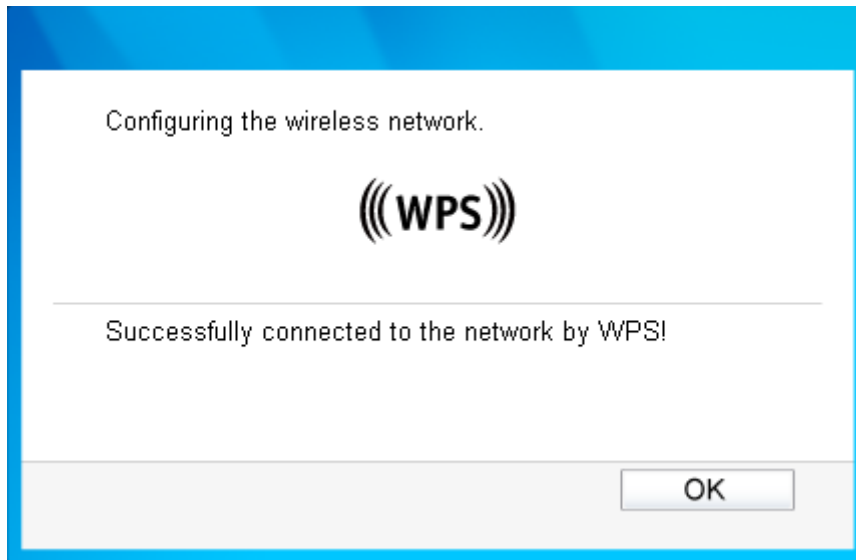 Configuring the wireless network.
WPS
Successfully connected to the network by WPS!
OK